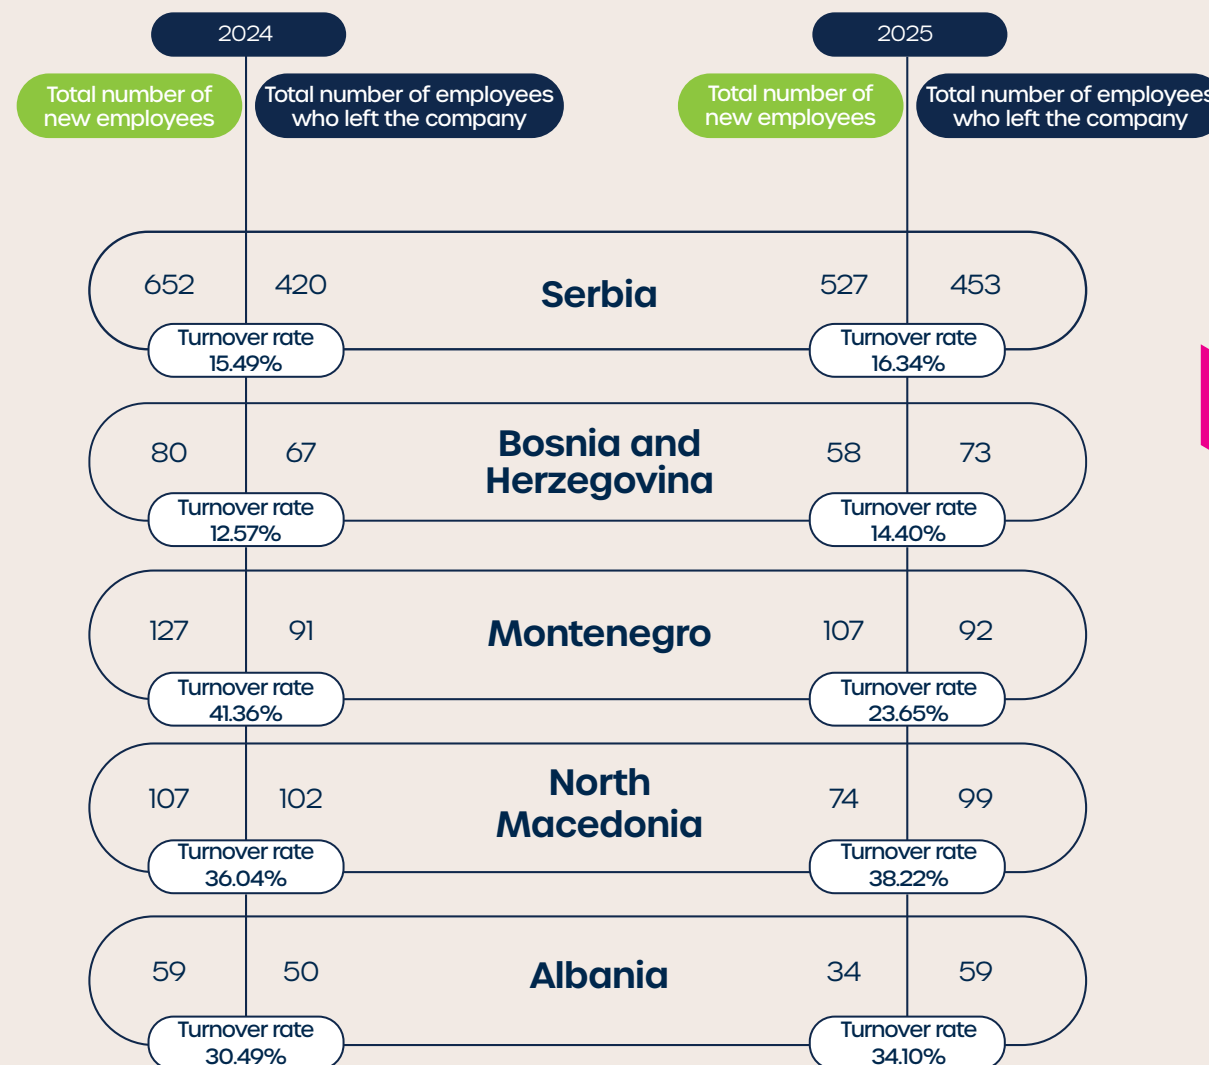 2024
2025
Total number of
new employees
Total number of employees
who left the company
Total number of
new employees
Total number of employees
who left the company
652
420
Serbia
527
453
Turnover rate
15.49%
Turnover rate
16.34%
80
67
Bosnia and
Herzegovina
58
73
Turnover rate
12.57%
Turnover rate
14.40%
127
91
Montenegro
107
92
Turnover rate
41.36%
Turnover rate
23.65%
107
102
North
Macedonia
74
99
Turnover rate
36.04%
Turnover rate
38.22%
59
50
Albania
34
59
Turnover rate
30.49%
Turnover rate
34.10%